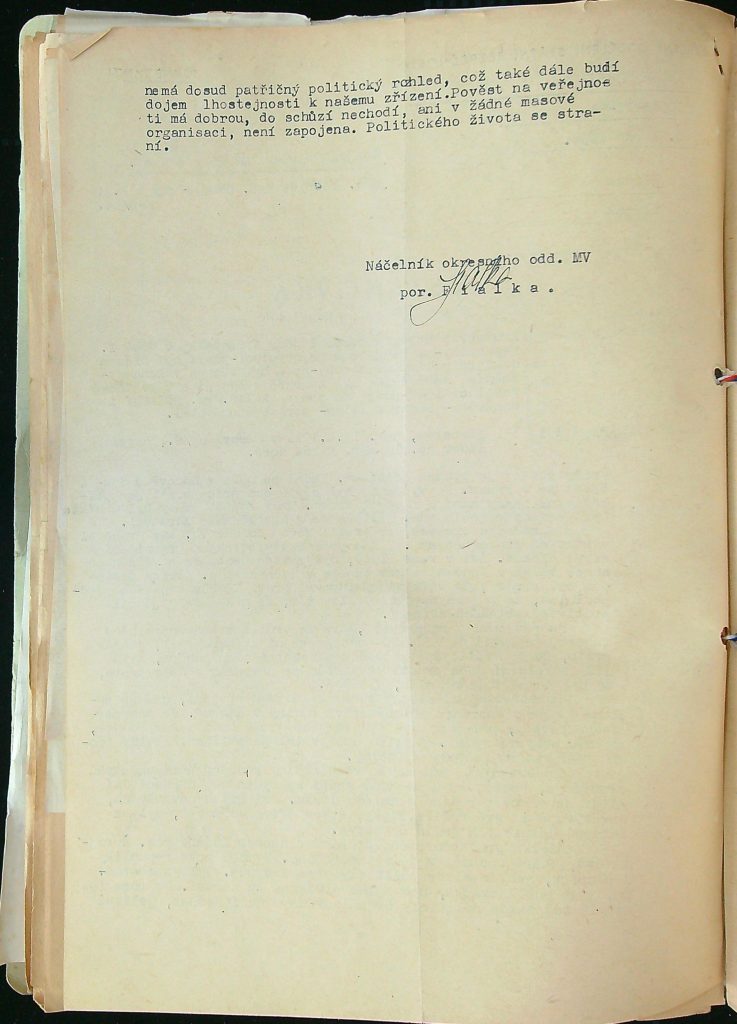 nemá dosud patřičný politický rohled, což také dále budí
dojem lhostejnosti k našemu zřízení.Pověst na veřejnos
ti má dobrou, do schůzí nechodí, ani v žádné masové
organisaci, není zapojena. Politického života se stra-
ní.
Náčelník okresního odd. MV
por. F i a l k a .